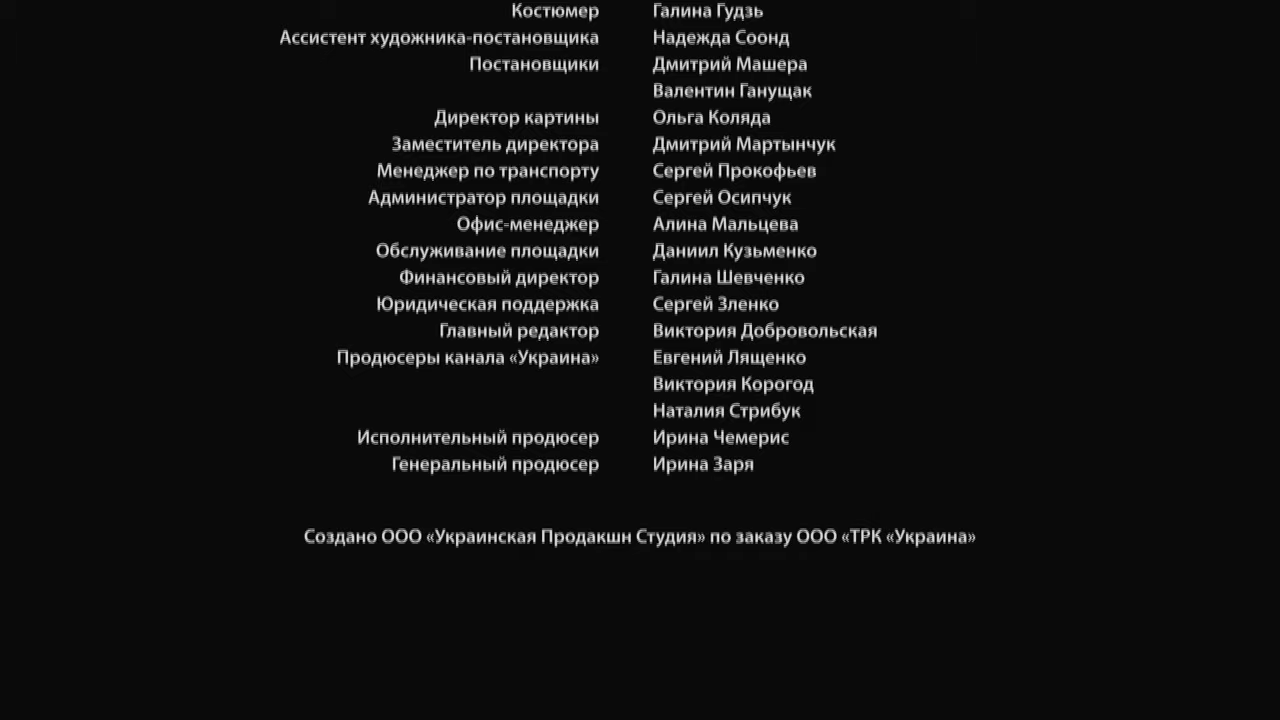 Костюмер Галина Гудзь
Ассистент художника-постановщика Надежда Соонд
Постановщики Дмитрий Машера
Валентин Ганущак
Директор картины Ольга Коляда
Заместитель директора Дмитрий Мартынчук
Менеджер по транспорту Сергей Прокофьев
Администратор площадки Сергей Осипчук
Офис-менеджер Алина Мальцева
Обслуживание площадки Даниил Кузьменко
Финансовый директор Галина Шевченко
Юридическая поддержка Сергей Зленко
Главный редактор Виктория Добровольская
Продюсеры канала «Украина» Евгений Лященко
Виктория Корогод
Наталия Стрибук
Исполнительный продюсер Ирина Чемерис
Генеральный продюсер Ирина Заря
Создано ООО «Украинская Продакшн Студия» по заказу ООО «ТРК «Украина»